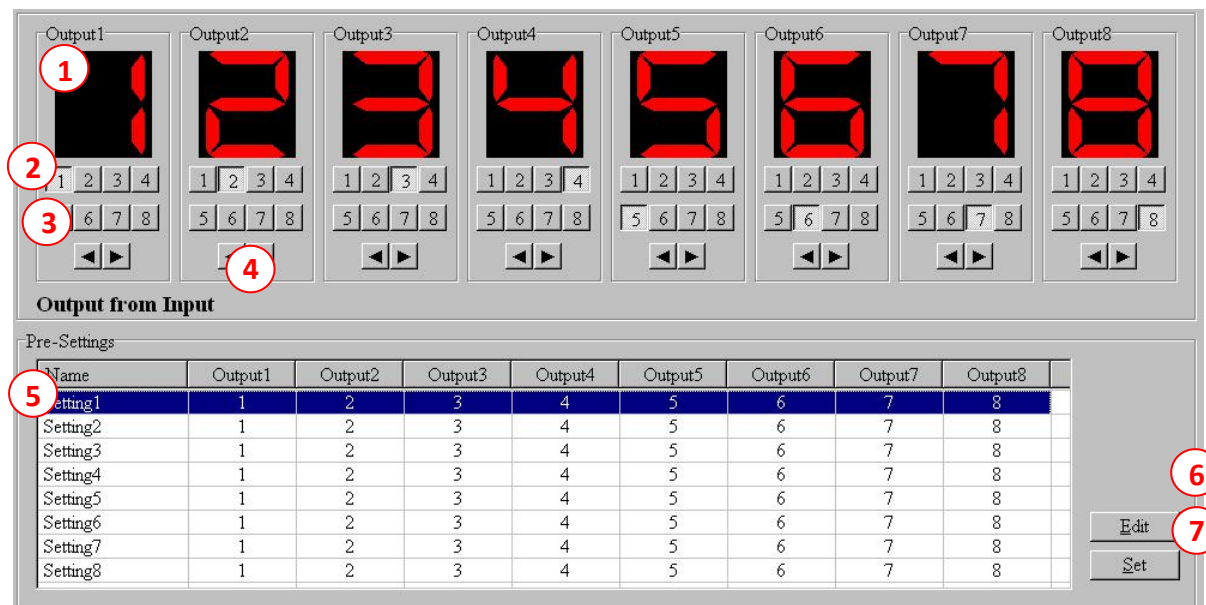 Output1 Output2 Output3 Output4 Output5 Output6 Output7 Output8
1 2 3 4 5 6 7 8
1
2
1 2 3 4 1 2 3 4 1 2 3 4 1 2 3 4 1 2 3 4 1 2 3 4 1 2 3 4 1 2 3 4
3
6 7 8 5 6 7 8 5 6 7 8 5 6 7 8 5 6 7 8 5 6 7 8 5 6 7 8 5 6 7 8
4
Output from Input
Pre-Settings
Name Output1 Output2 Output3 Output4 Output5 Output6 Output7 Output8
5
Setting1 1 2 3 4 5 6 7 8
Setting2 1 2 3 4 5 6 7 8
Setting3 1 2 3 4 5 6 7 8
Setting4 1 2 3 4 5 6 7 8
Setting5 1 2 3 4 5 6 7 8
Setting6 1 2 3 4 5 6 7 8
Setting7 1 2 3 4 5 6 7 8
Setting8 1 2 3 4 5 6 7 8
6
Edit
7
Set